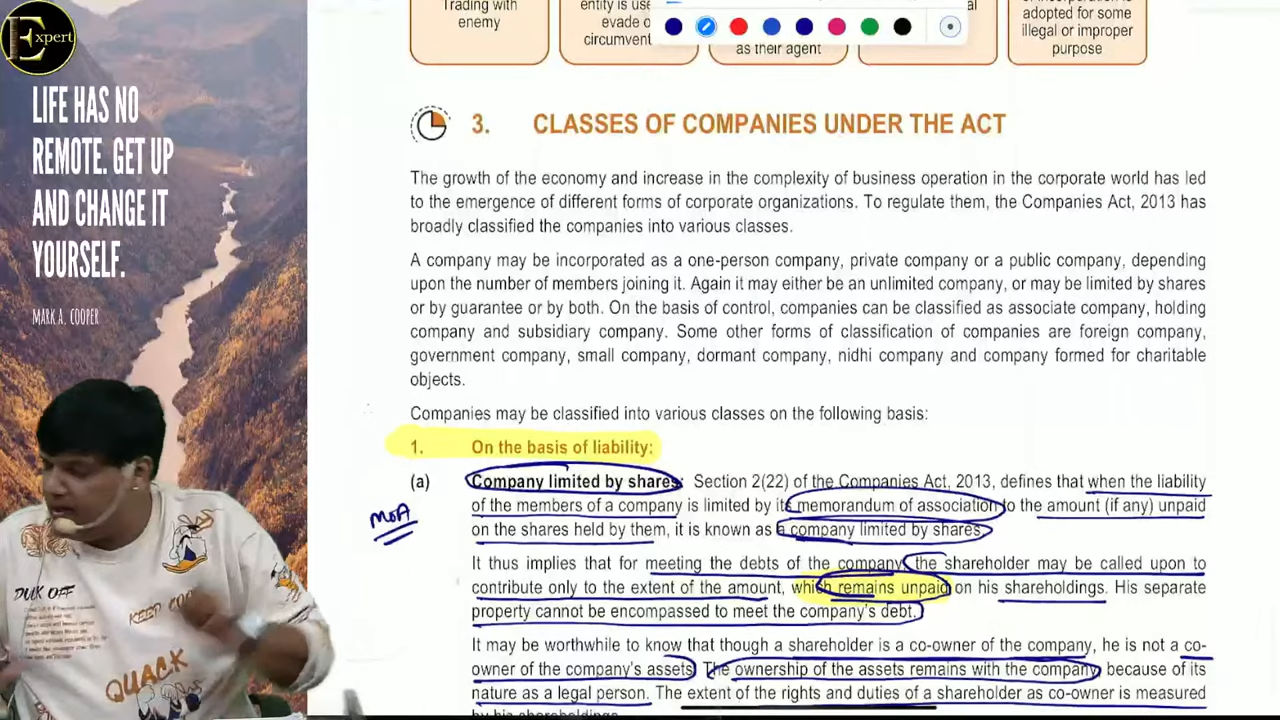 Expert
LIFE HAS NO
REMOTE. GET UP
AND CHANGE IT
YOURSELF.
MARK A. COOPER
Trading with
enemy
entity is use
evade o
circumvent
as their agent
al
of incorporation is
adopted for some
illegal or improper
purpose
3. CLASSES OF COMPANIES UNDER THE ACT
The growth of the economy and increase in the complexity of business operation in the corporate world has led
to the emergence of different forms of corporate organizations. To regulate them, the Companies Act, 2013 has
broadly classified the companies into various classes.
A company may be incorporated as a one-person company, private company or a public company, depending
upon the number of members joining it. Again it may either be an unlimited company, or may be limited by shares
or by guarantee or by both. On the basis of control, companies can be classified as associate company, holding
company and subsidiary company. Some other forms of classification of companies are foreign company,
government company, small company, dormant company, nidhi company and company formed for charitable
objects.
Companies may be classified into various classes on the following basis:
1. On the basis of liability:
(a) Company limited by shares: Section 2(22) of the Companies Act, 2013, defines that when the liability
of the members of a company is limited by its memorandum of association to the amount (if any) unpaid
on the shares held by them, it is known as a company limited by shares.
MOA
It thus implies that for meeting the debts of the company, the shareholder may be called upon to
contribute only to the extent of the amount, which remains unpaid on his shareholdings. His separate
property cannot be encompassed to meet the company's debt.
It may be worthwhile to know that though a shareholder is a co-owner of the company, he is not a co-
owner of the company's assets. The ownership of the assets remains with the company, because of its
nature as a legal person. The extent of the rights and duties of a shareholder as co-owner is measured
by his shareholdings.
DUCK OFF
QUACK